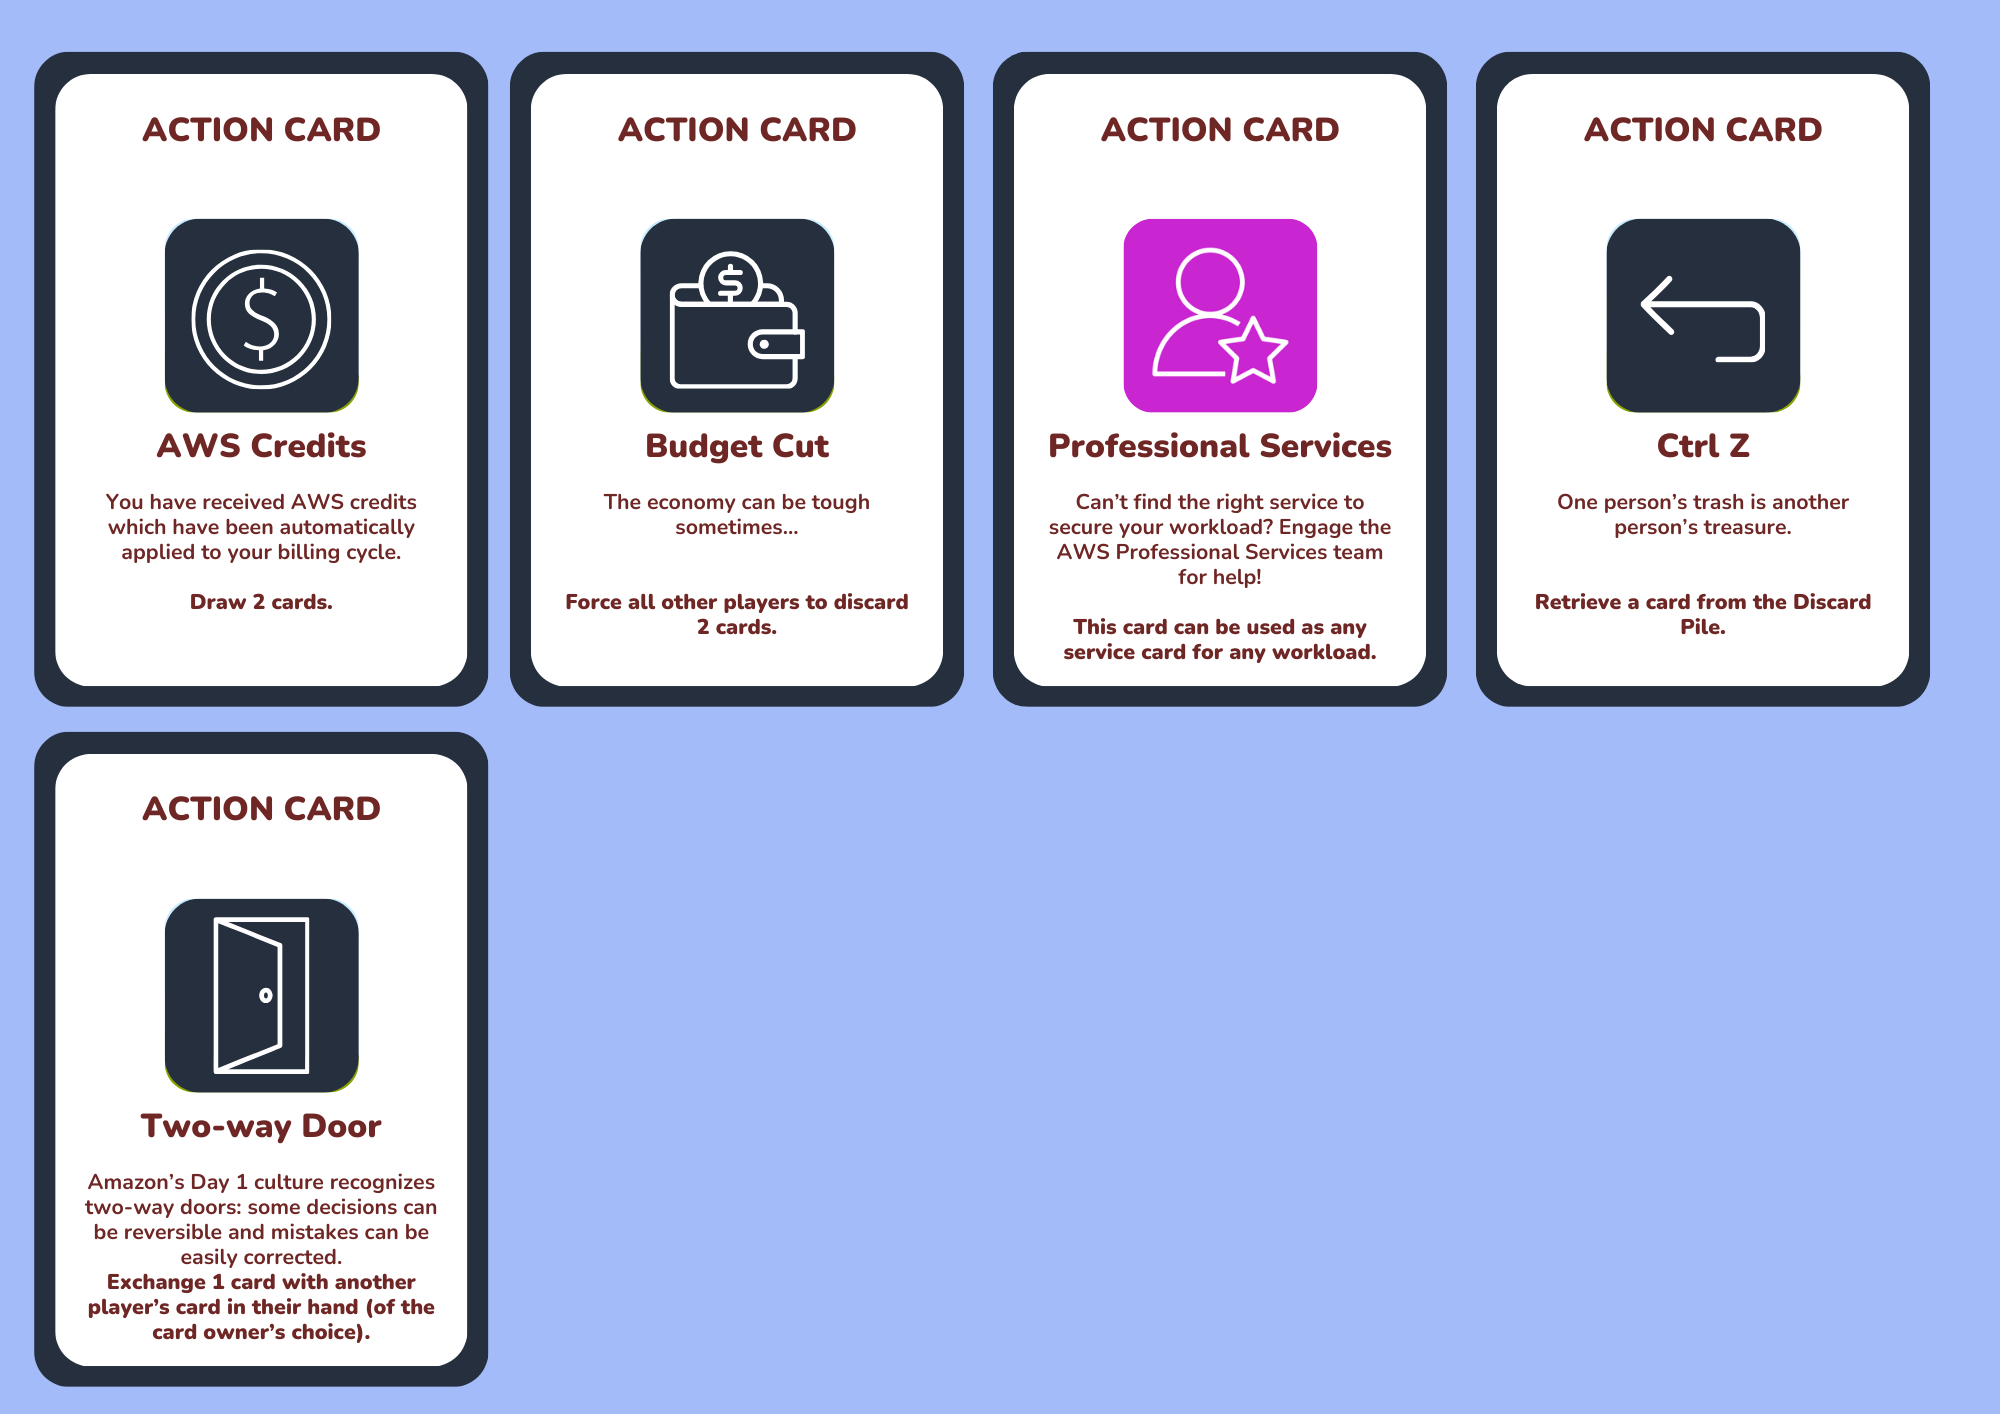 ACTION CARD
AWS Credits
You have received AWS credits
which have been automatically
applied to your billing cycle.
Draw 2 cards.
ACTION CARD
Budget Cut
The economy can be tough
sometimes...
Force all other players to discard
2 cards.
ACTION CARD
Professional Services
Can’t find the right service to
secure your workload? Engage the
AWS Professional Services team
for help!
This card can be used as any
service card for any workload.
ACTION CARD
Ctrl Z
One person’s trash is another
person’s treasure.
Retrieve a card from the Discard
Pile.
ACTION CARD
Two-way Door
Amazon’s Day 1 culture recognizes
two-way doors: some decisions can
be reversible and mistakes can be
easily corrected.
Exchange 1 card with another
player’s card in their hand (of the
card owner’s choice).